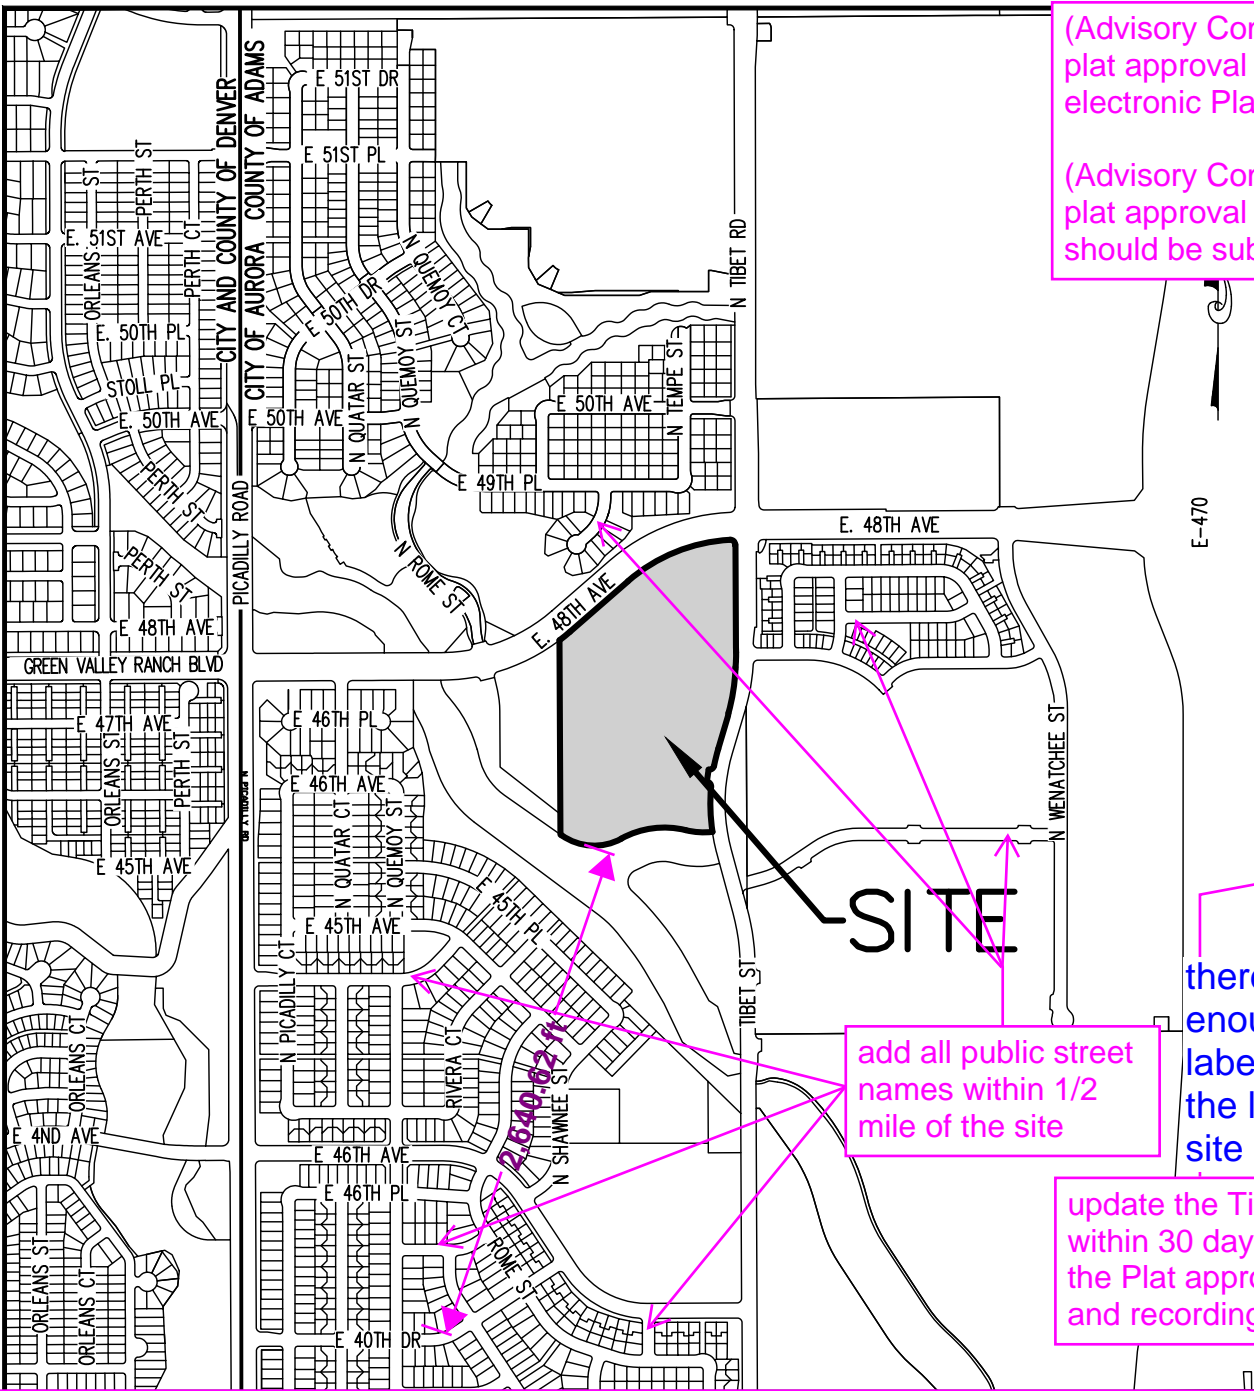 (Advisory Cor
plat approval
electronic Pla
(Advisory Cor
plat approval
should be sub
E 51ST DR
CITY AND COUNTY OF DENVER
CITY OF AURORA COUNTY OF ADAMS
PERTH ST
E 51ST PL
ORLEANS ST
E. 51ST AVE
PERTH CT
N QUEMOY CT
N TIBET RD
E 50TH DR
E. 50TH PL
N QUEMOY ST
N QUATAR ST
N TEMPE ST
STOLL PL
E. 50TH AVE
E 50TH AVE
E 50TH AVE
PERTH ST
E 49TH PL
PICADILLY ROAD
E. 48TH AVE
E-470
PERTH ST
N ROME ST
E. 48TH AVE
E 48TH AVE
GREEN VALLEY RANCH BLVD
E 47TH AVE
ORLEANS ST
PERTH ST
E 46TH PL
N WENATCHEE ST
E 46TH AVE
N PICADILLY RD
N QUATAR CT
N QUEMOY ST
E 45TH AVE
E 45TH PL
SITE
E 45TH AVE
N PICADILLY CT
TIBET ST
there
enou
labe
the l
site
ORLEANS CT
RIVERA CT
2,640.62 ft
N SHAWNEE ST
add all public street
names within 1/2
mile of the site
E 4ND AVE
E 46TH AVE
E 46TH PL
update the Ti
within 30 day
the Plat appro
and recording
ORLEANS ST
ORLEANS CT
ROME ST
E 40TH DR